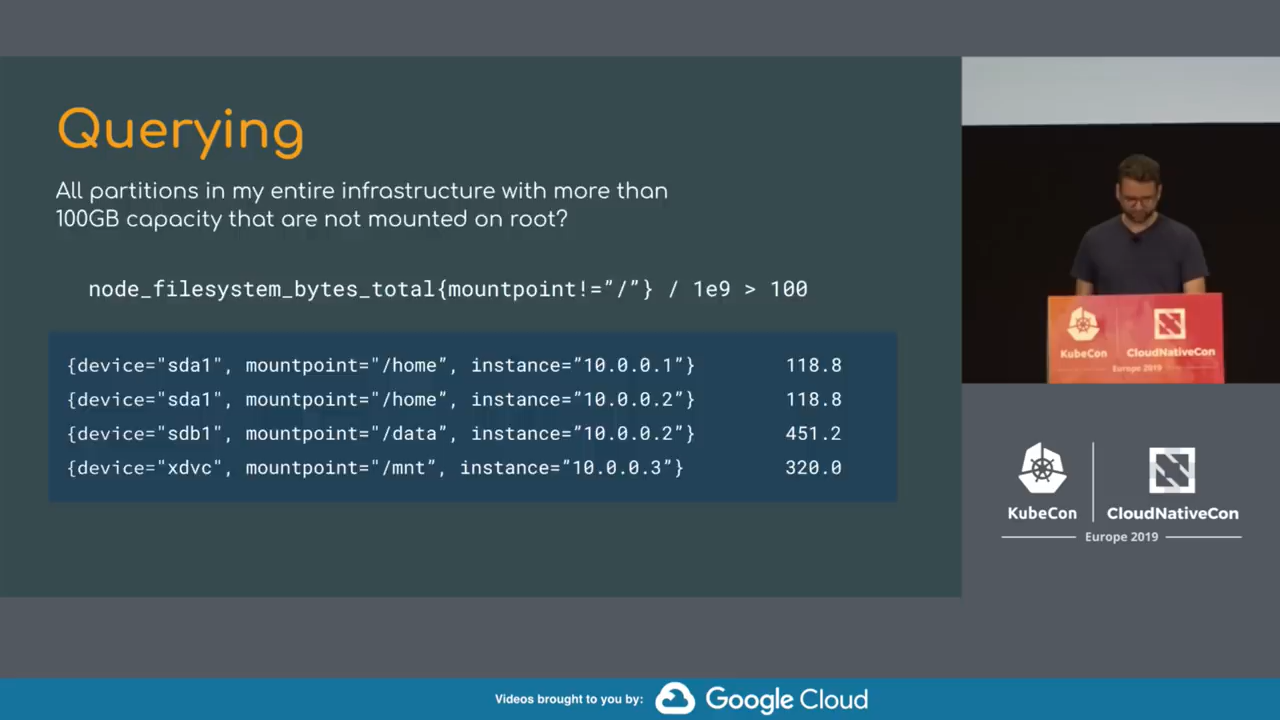 Querying
All partitions in my entire infrastructure with more than
100GB capacity that are not mounted on root?
node_filesystem_bytes_total{mountpoint!=”/”} / 1e9 > 100
{device="sda1", mountpoint="/home”, instance=”10.0.0.1”} 118.8
{device="sda1", mountpoint="/home”, instance=”10.0.0.2”} 118.8
{device="sdb1", mountpoint="/data”, instance=”10.0.0.2”} 451.2
{device="xdvc", mountpoint="/mnt”, instance=”10.0.0.3”} 320.0
KubeCon
CloudNativeCon
Europe 2019
KubeCon
CloudNativeCon
Europe 2019
Videos brought to you by:
Google Cloud